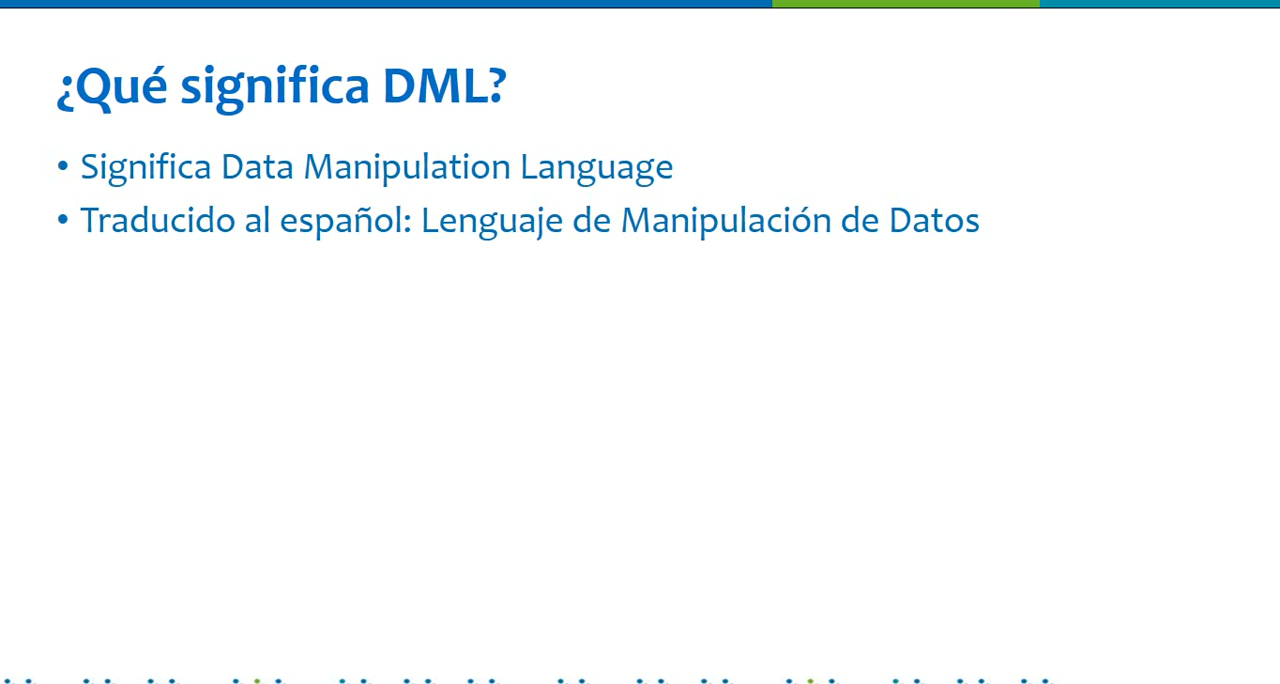 ¿Qué significa DML?
• Significa Data Manipulation Language
• Traducido al español: Lenguaje de Manipulación de Datos